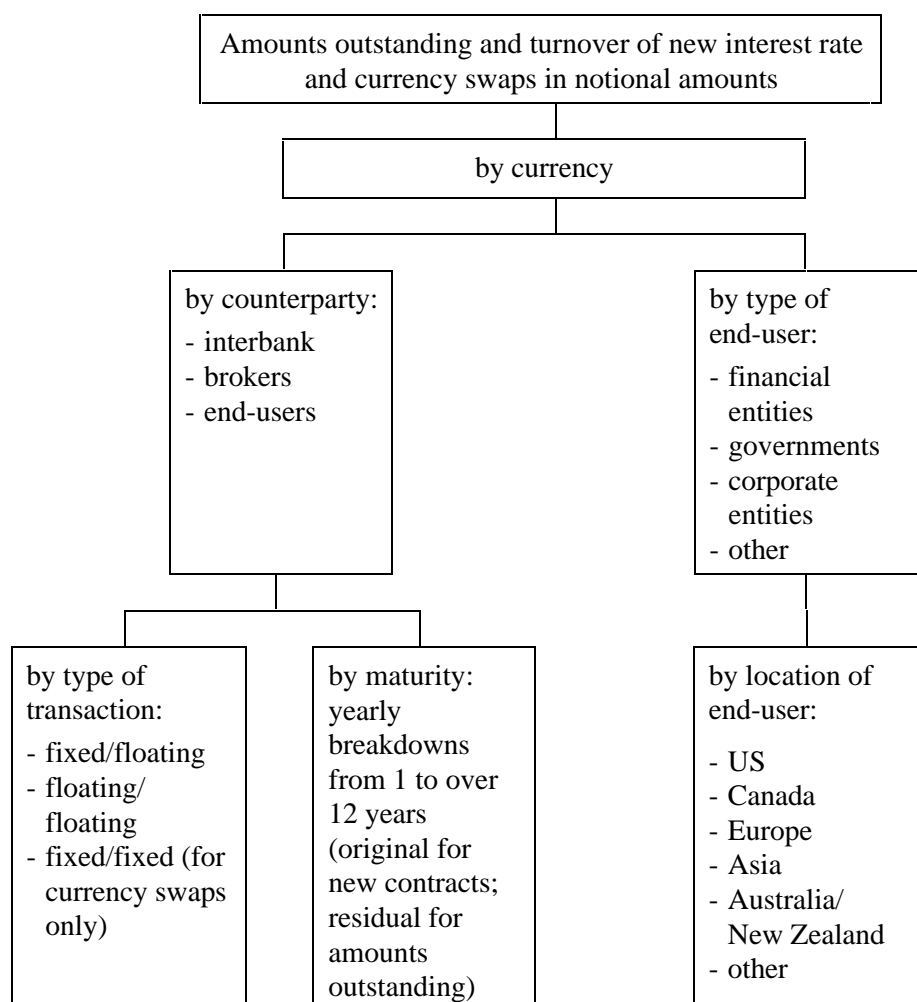 Amounts outstanding and turnover of new interest rate
and currency swaps in notional amounts
by currency
by counterparty:
- interbank
- brokers
- end-users
by type of
end-user:
- financial
entities
- governments
- corporate
entities
- other
by type of
transaction:
- fixed/floating
- floating/
floating
- fixed/fixed (for
currency swaps
only)
by maturity:
yearly
breakdowns
from 1 to over
12 years
(original for
new contracts;
residual for
amounts
outstanding)
by location of
end-user:
- US
- Canada
- Europe
- Asia
- Australia/
New Zealand
- other